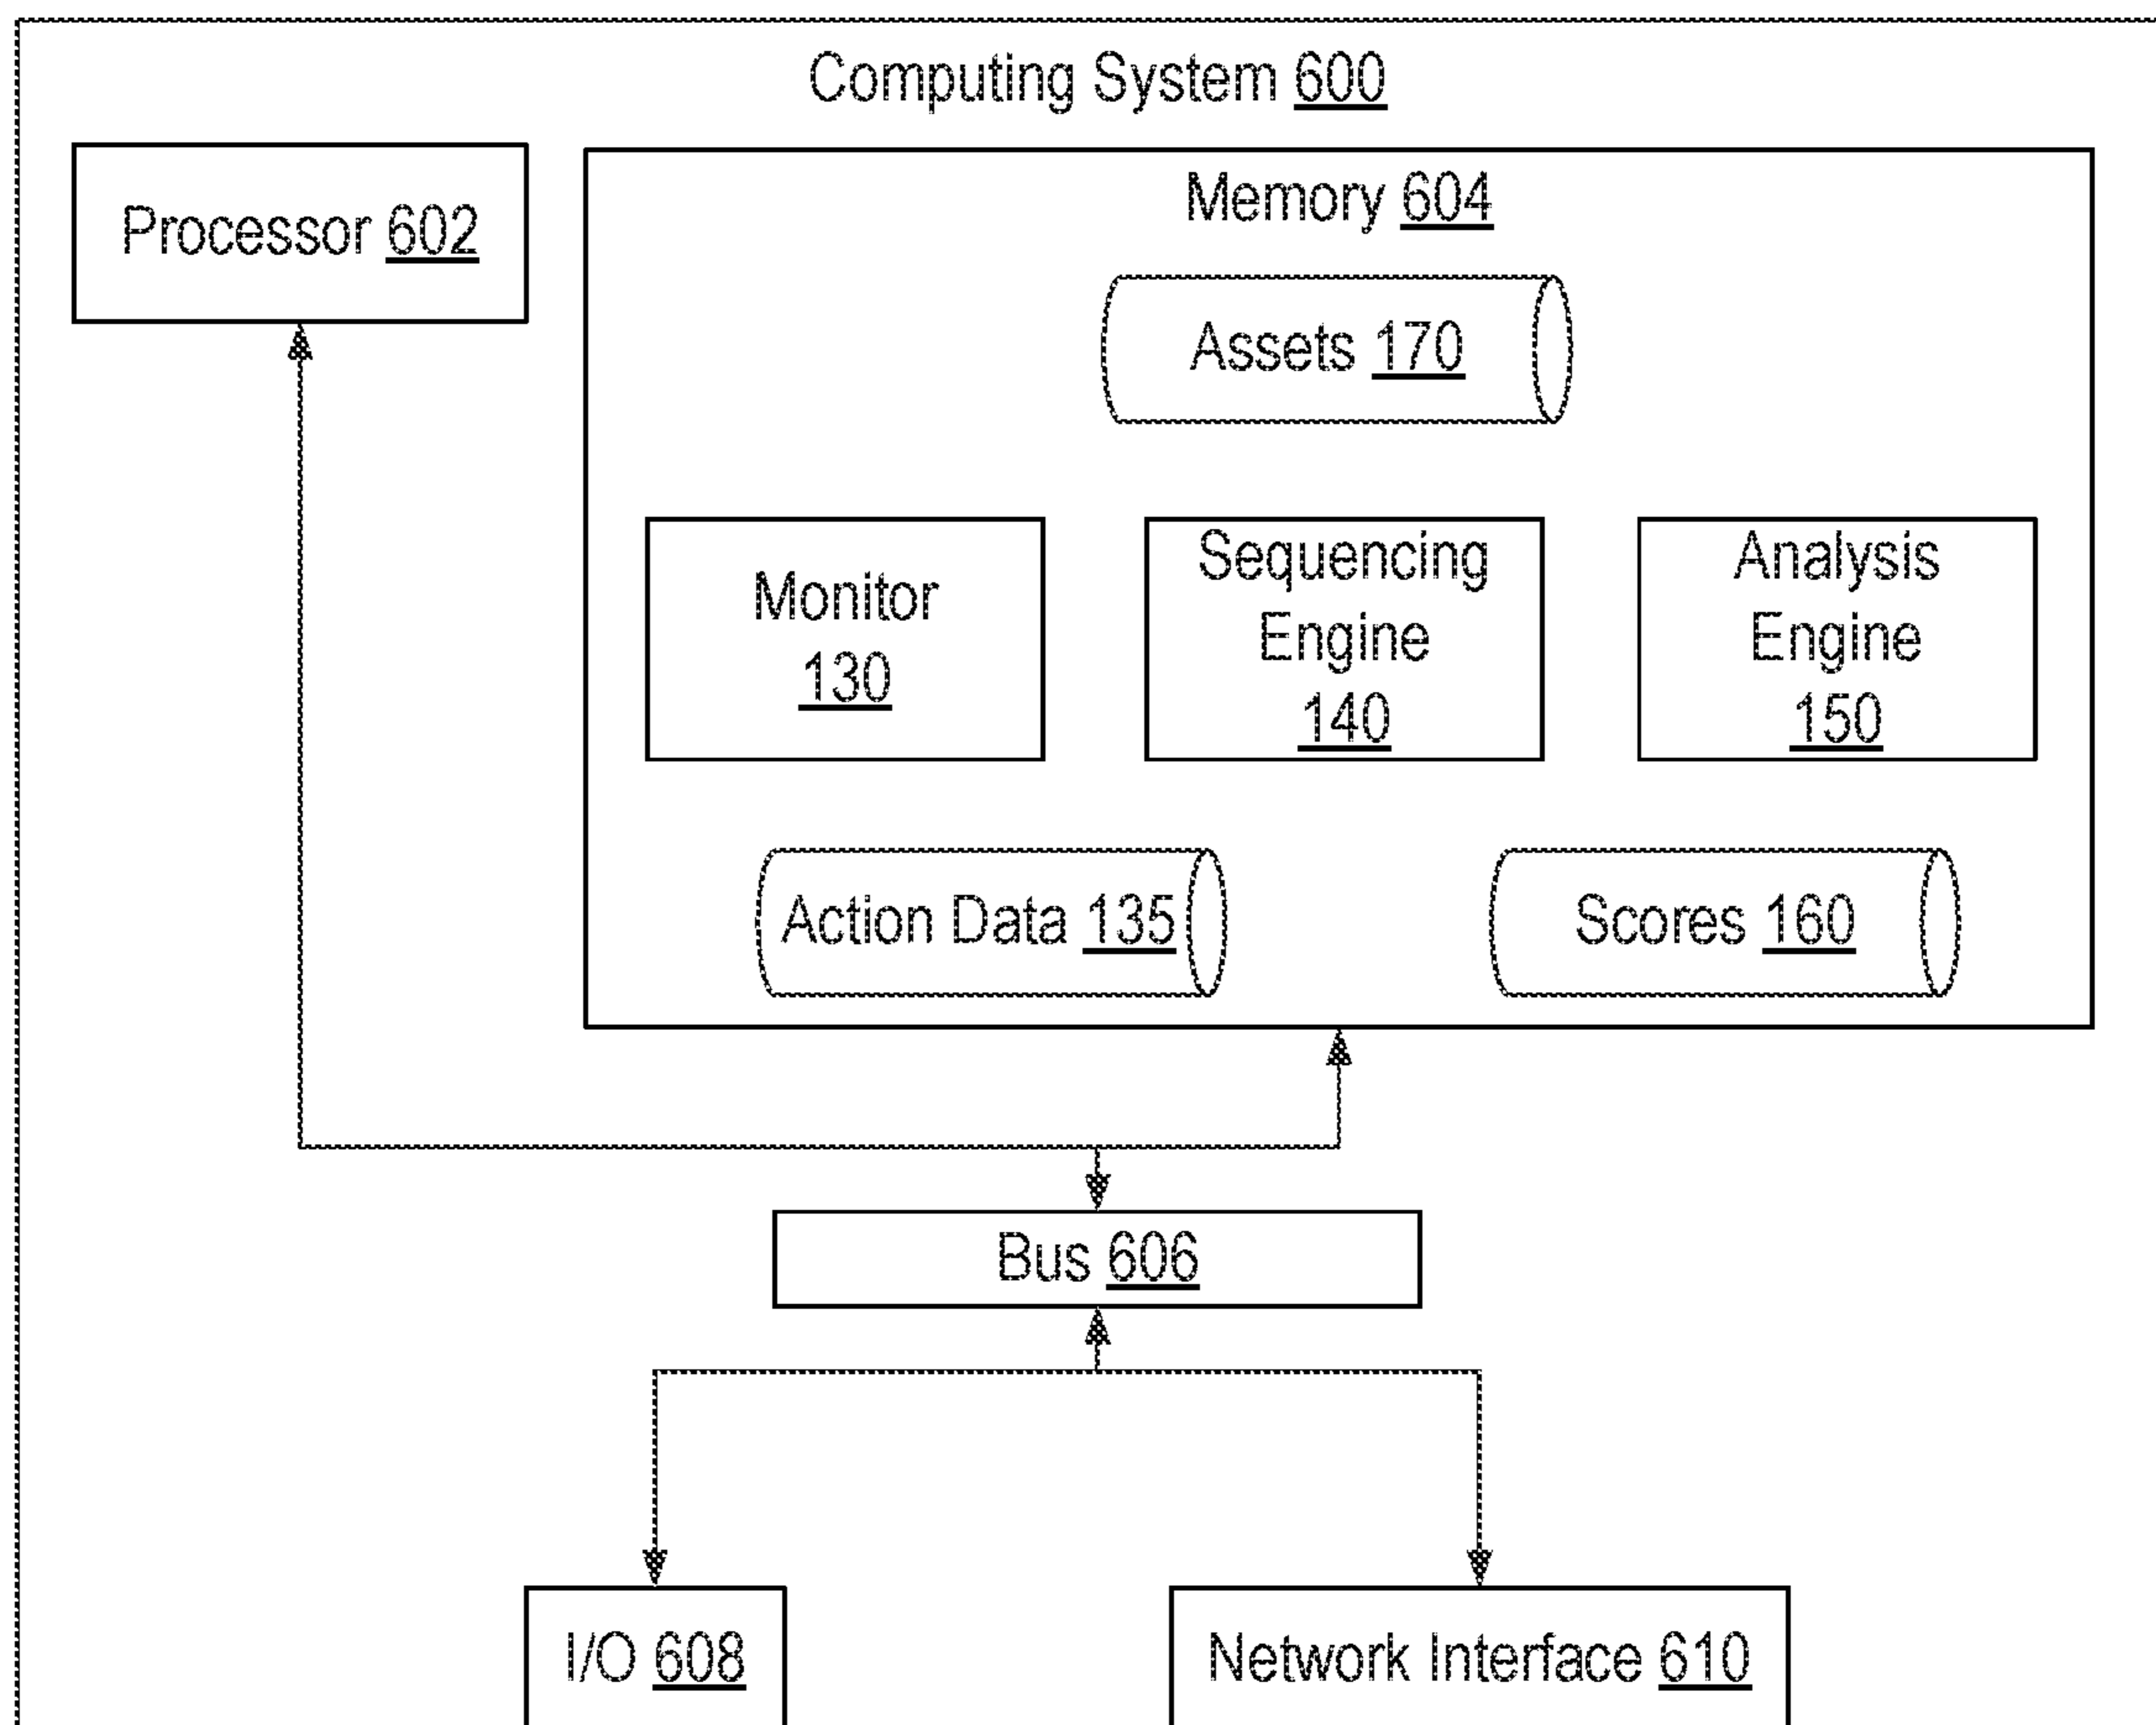 Computing System 600
Processor 602
Memory 604
Assets 170
Monitor
130
Sequencing
Engine
140
Analysis
Engine
150
Action Data 135
Scores 160
Bus 606
I/O 608
Network Interface 610